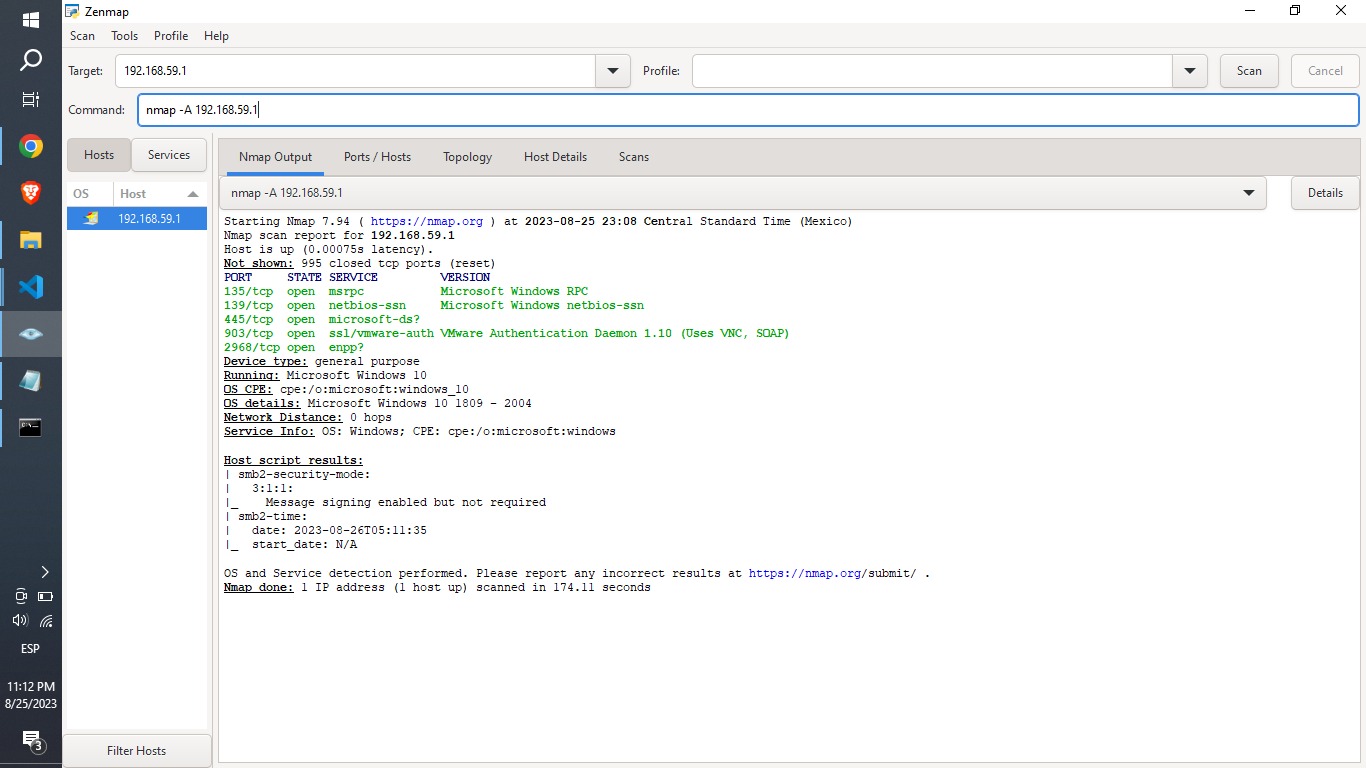 Zenmap
Scan Tools Profile Help
Target: 192.168.59.1 Profile: Scan Cancel
Command: nmap -A 192.168.59.1
Hosts Services
OS Host
192.168.59.1
Filter Hosts
Nmap Output Ports / Hosts Topology Host Details Scans
nmap -A 192.168.59.1 Details
Starting Nmap 7.94 ( https://nmap.org ) at 2023-08-25 23:08 Central Standard Time (Mexico)
Nmap scan report for 192.168.59.1
Host is up (0.00075s latency).
Not shown: 995 closed tcp ports (reset)
PORT     STATE SERVICE         VERSION
135/tcp  open  msrpc           Microsoft Windows RPC
139/tcp  open  netbios-ssn     Microsoft Windows netbios-ssn
445/tcp  open  microsoft-ds?
903/tcp  open  ssl/vmware-auth VMware Authentication Daemon 1.10 (Uses VNC, SOAP)
2968/tcp open  enpp?
Device type: general purpose
Running: Microsoft Windows 10
OS CPE: cpe:/o:microsoft:windows_10
OS details: Microsoft Windows 10 1809 - 2004
Network Distance: 0 hops
Service Info: OS: Windows; CPE: cpe:/o:microsoft:windows
Host script results:
| smb2-security-mode:
|   3:1:1:
|_    Message signing enabled but not required
| smb2-time:
|   date: 2023-08-26T05:11:35
|_  start_date: N/A
OS and Service detection performed. Please report any incorrect results at https://nmap.org/submit/ .
Nmap done: 1 IP address (1 host up) scanned in 174.11 seconds
ESP
11:12 PM
8/25/2023
3